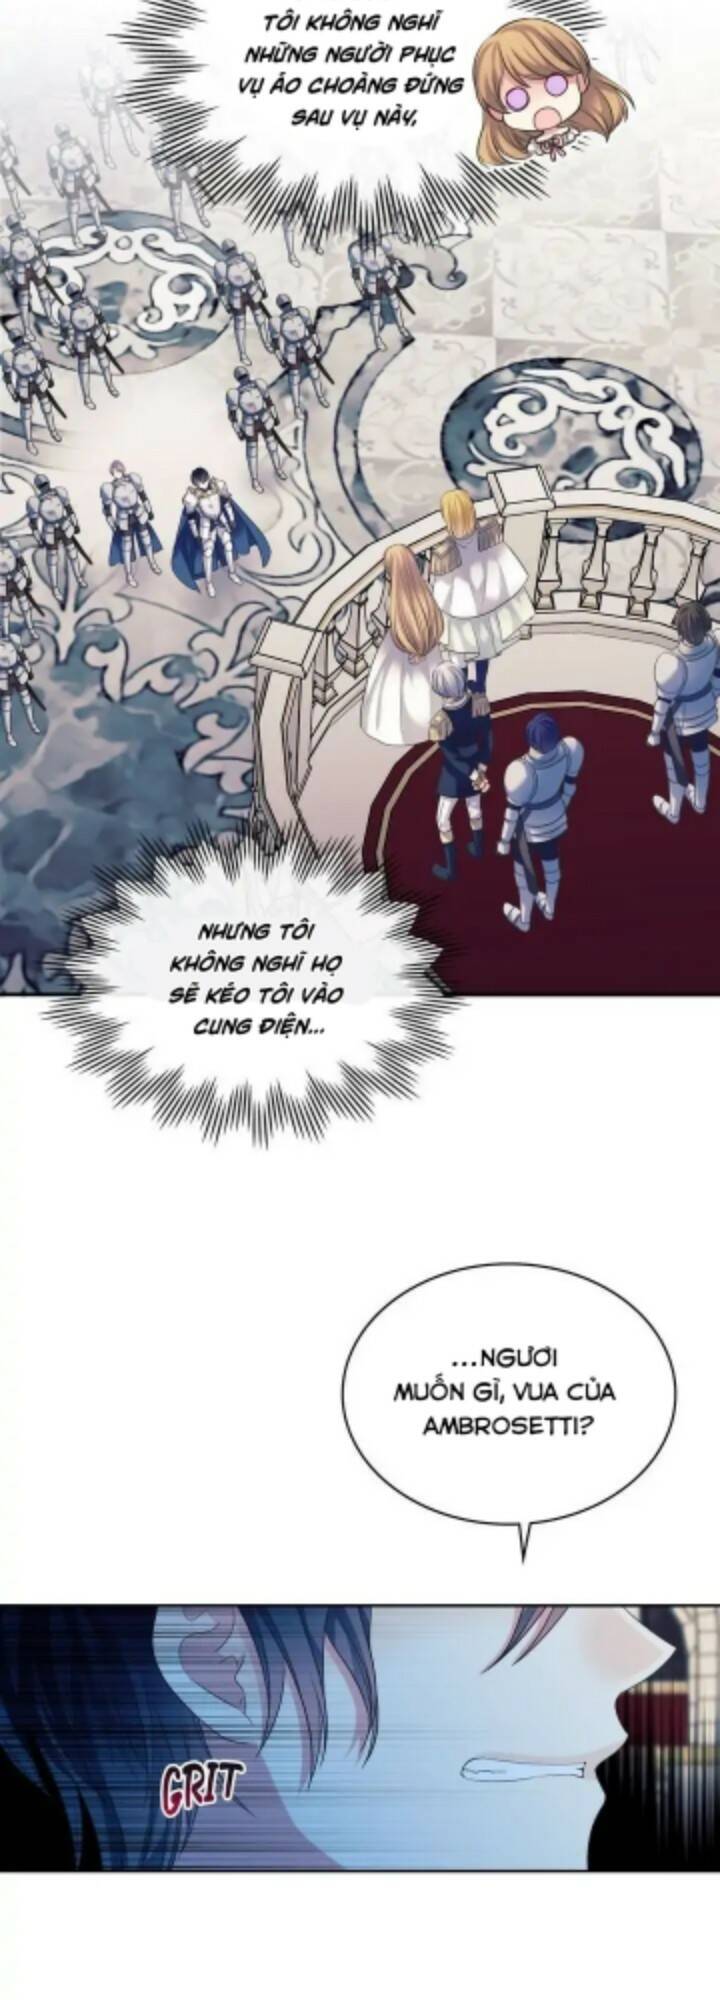 TÔI KHÔNG NGHĨ
NHỮNG NGƯỜI PHỤC
VỤ ÁO CHOÀNG ĐỨNG
SAU VỤ NÀY,
NHƯNG TÔI
KHÔNG NGHĨ HỌ
SẼ KÉO TÔI VÀO
CUNG ĐIỆN...
...NGƯƠI
MUỐN GÌ, VUA CỦA
AMBROSETTI?
GRIT